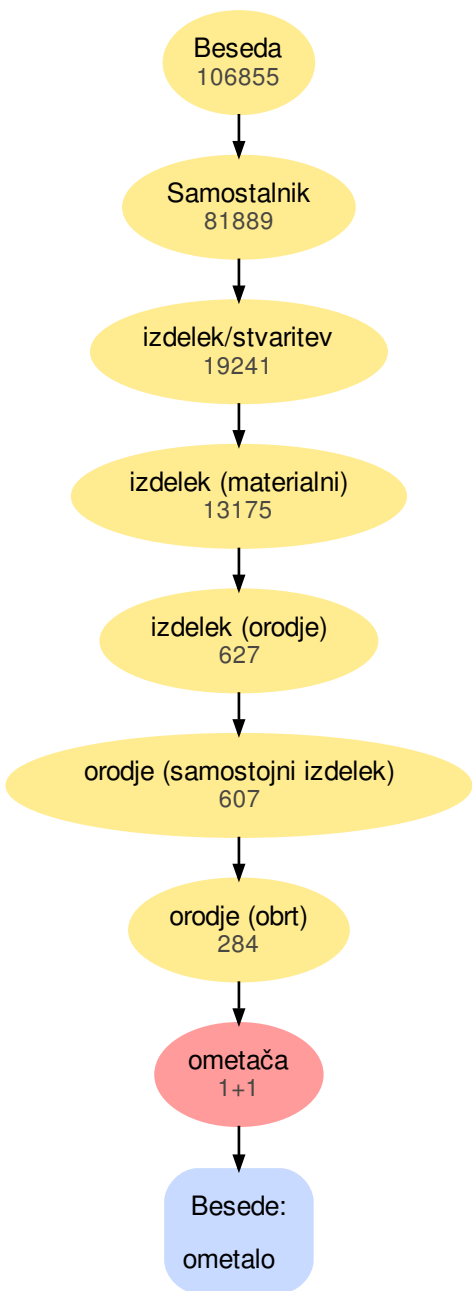 Beseda
106855
Samostalnik
81889
izdelek/stvaritev
19241
izdelek (materialni)
13175
izdelek (orodje)
627
orodje (samostojni izdelek)
607
orodje (obrt)
284
ometača
1+1
Besede:
ometalo